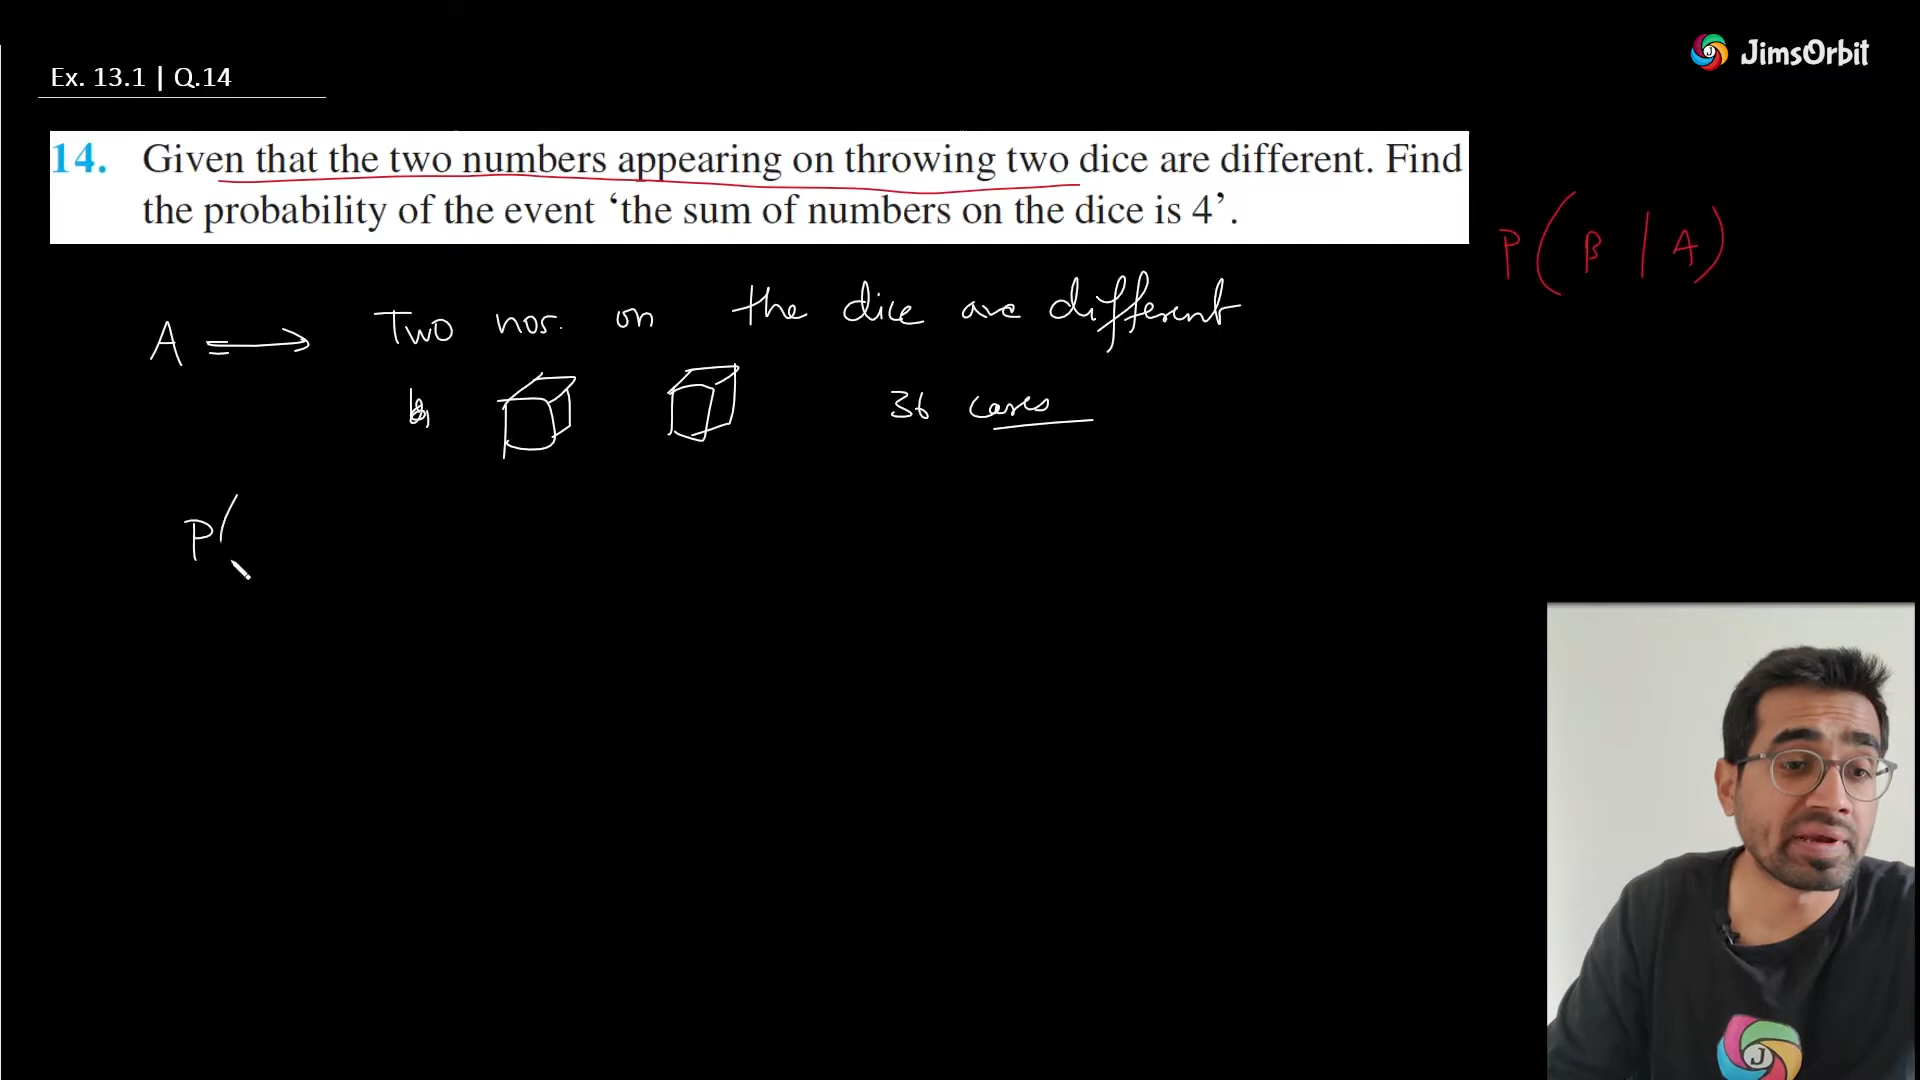 JimsOrbit
Ex. 13.1 | Q.14
14. Given that the two numbers appearing on throwing two dice are different. Find
the probability of the event ‘the sum of numbers on the dice is 4’.
P(B | A)
A ⟹ Two nos. on the dice are different
36 cases
P(
J